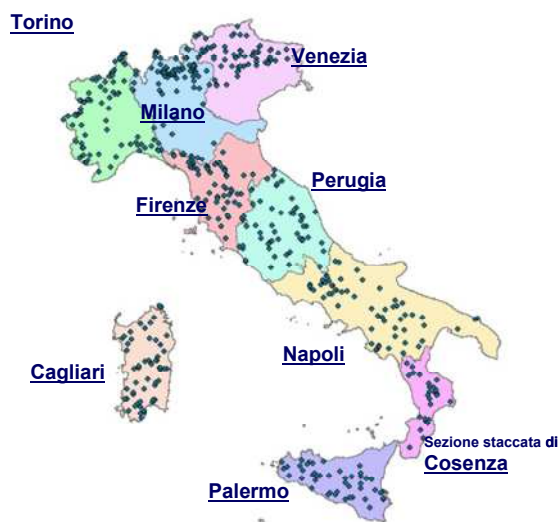 Torino
Venezia
Milano
Perugia
Firenze
Napoli
Cagliari
Sezione staccata di
Cosenza
Palermo